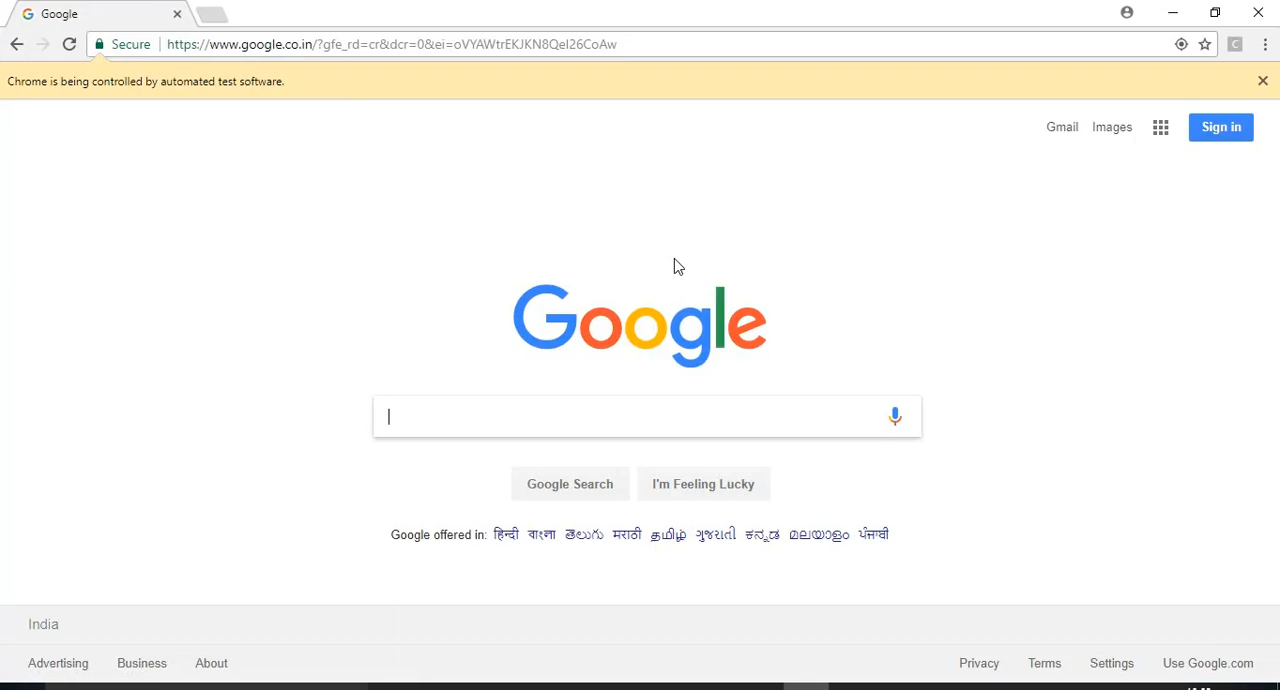 Google
Secure https://www.google.co.in/?gfe_rd=cr&dcr=0&ei=oVYAWtrEKJKN8QeI26CoAw
C
Chrome is being controlled by automated test software.
Gmail Images Sign in
Google
Google Search I'm Feeling Lucky
Google offered in: हिन्दी বাংলা తెలుగు मराठी தமிழ் ગુજરાતી ಕನ್ನಡ മലയാളം ਪੰਜਾਬੀ
India
Advertising Business About Privacy Terms Settings Use Google.com